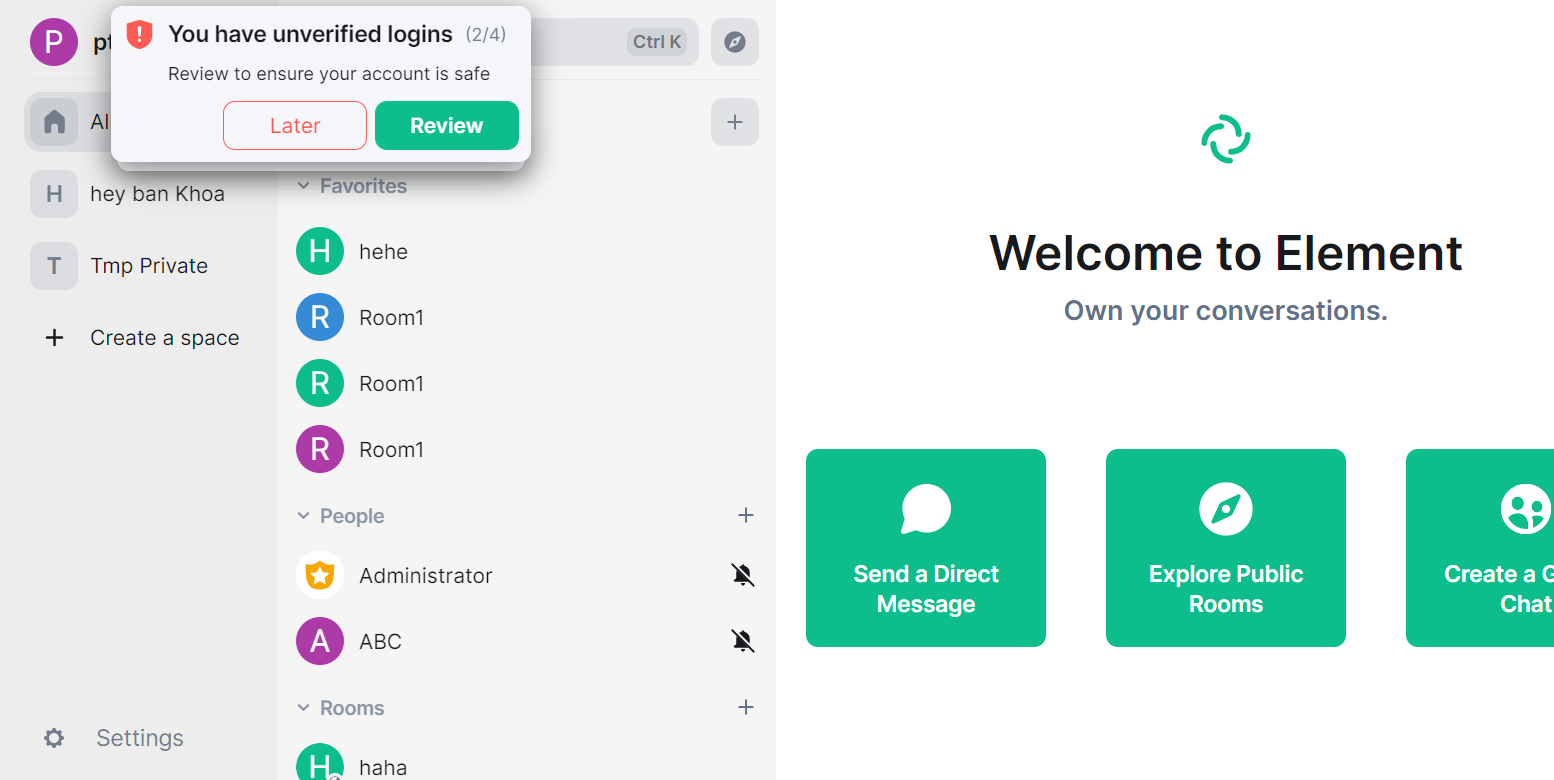 P
You have unverified logins (2/4)
Review to ensure your account is safe
Later
Review
Ctrl K
H
hey ban Khoa
T
Tmp Private
Create a space
Settings
Favorites
H
hehe
R
Room1
R
Room1
R
Room1
People
Administrator
A
ABC
Rooms
H
haha
Welcome to Element
Own your conversations.
Send a Direct
Message
Explore Public
Rooms
Create a
Chat